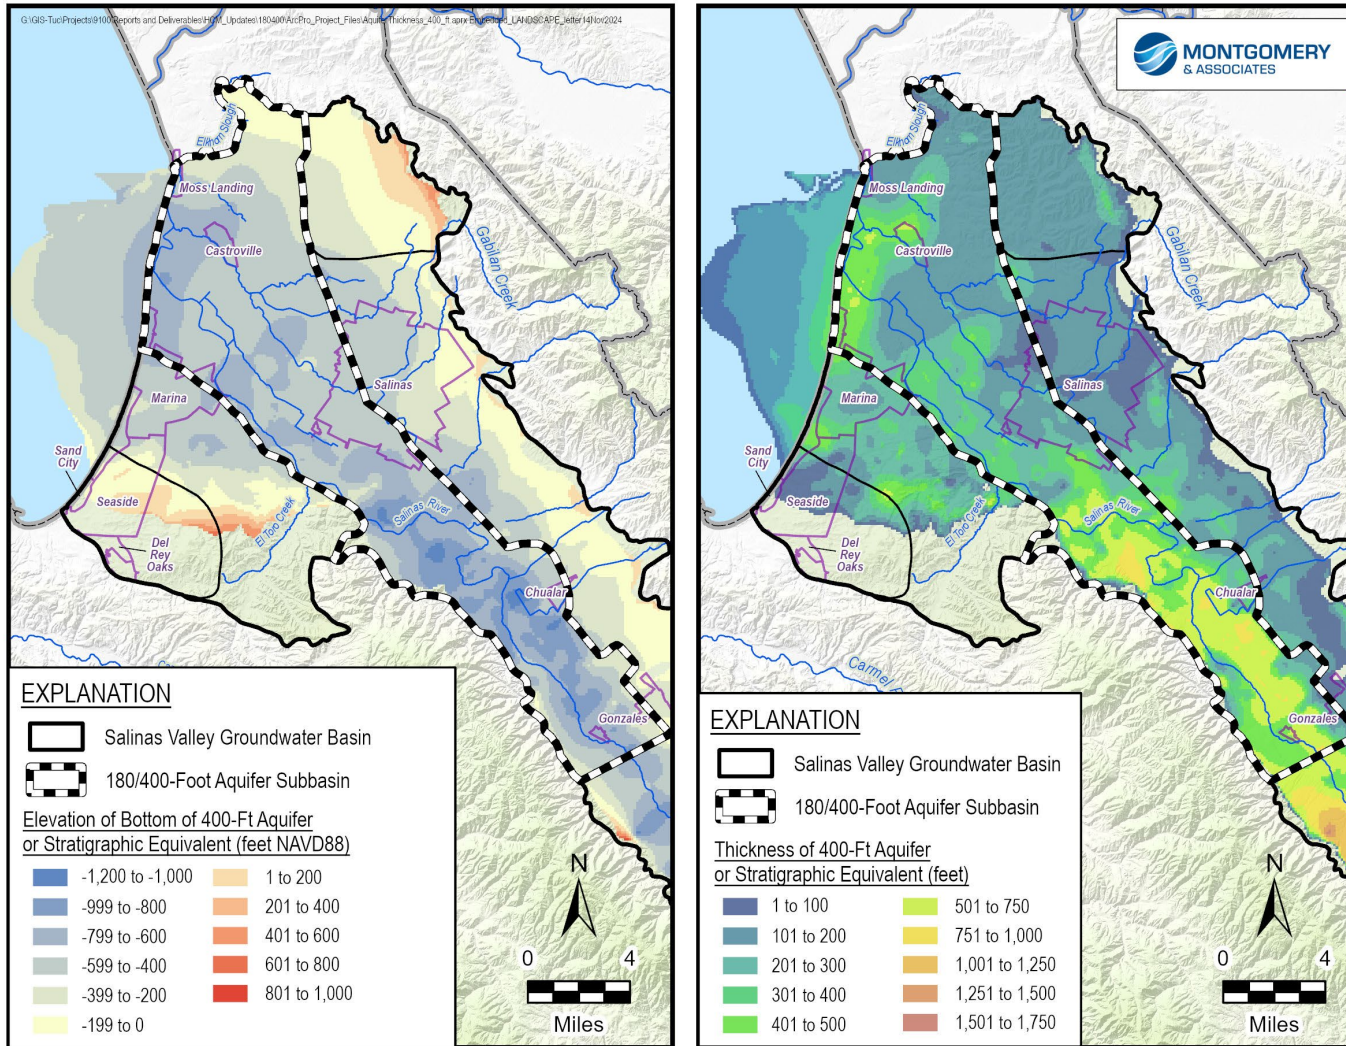 G:\GIS-Tuc\Projects\9100\Reports and Deliverables\HCM_Updates\180400\ArcPro_Project_Files\Aquifer Thickness_400_ft.aprx Embedded_LANDSCAPE_letter14Nov2024
Elkhorn Slough
Moss Landing
Castroville
Gabilan Creek
Salinas
Marina
Sand
City
Seaside
El Toro Creek
Salinas River
Del
Rey
Oaks
Chualar
Gonzales
EXPLANATION
Salinas Valley Groundwater Basin
180/400-Foot Aquifer Subbasin
Elevation of Bottom of 400-Ft Aquifer
or Stratigraphic Equivalent (feet NAVD88)
-1,200 to -1,000
-999 to -800
-799 to -600
-599 to -400
-399 to -200
-199 to 0
1 to 200
201 to 400
401 to 600
601 to 800
801 to 1,000
N
0 4
Miles
MONTGOMERY
& ASSOCIATES
Elkhorn Slough
Moss Landing
Castroville
Gabilan Creek
Salinas
Marina
Sand
City
Seaside
El Toro Creek
Salinas River
Del
Rey
Oaks
Chualar
Carmel
Gonzales
EXPLANATION
Salinas Valley Groundwater Basin
180/400-Foot Aquifer Subbasin
Thickness of 400-Ft Aquifer
or Stratigraphic Equivalent (feet)
1 to 100
101 to 200
201 to 300
301 to 400
401 to 500
501 to 750
751 to 1,000
1,001 to 1,250
1,251 to 1,500
1,501 to 1,750
N
0 4
Miles